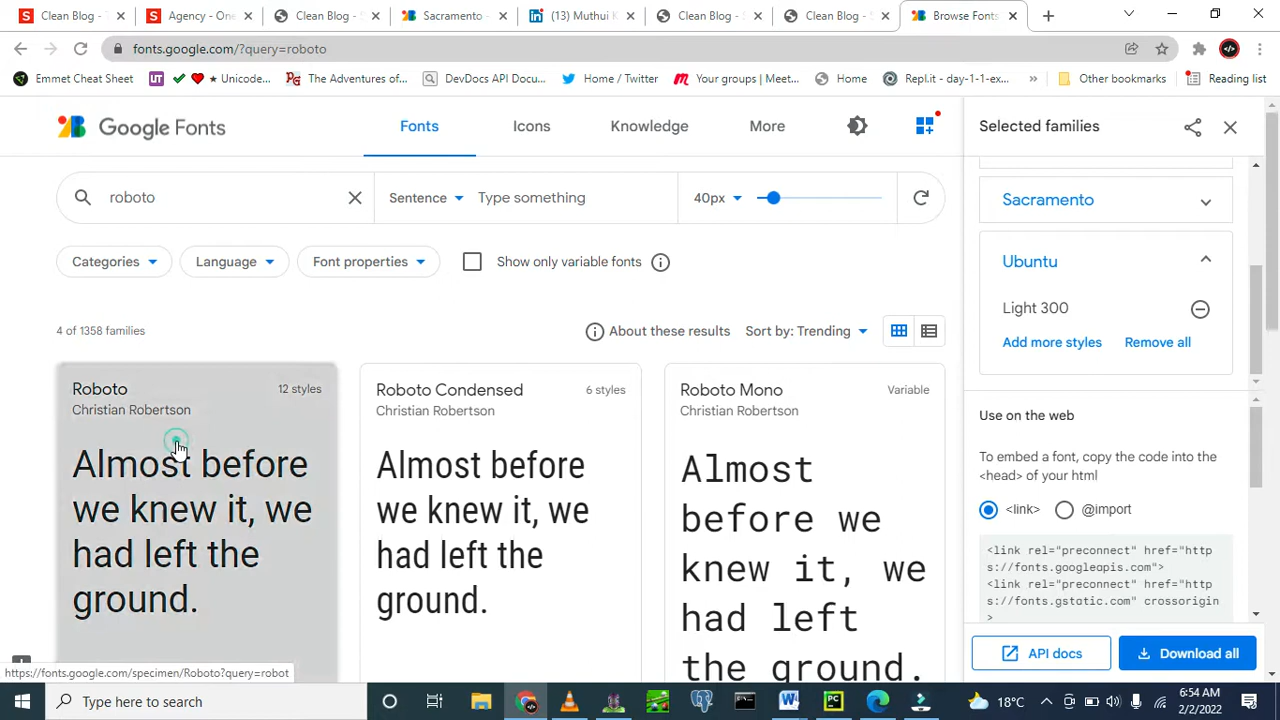 Clean Blog - T
Agency - One
Clean Blog - St
Sacramento -
(13) Muthui K
Clean Blog - St
Clean Blog - St
Browse Fonts
fonts.google.com/?query=roboto
Emmet Cheat Sheet
UT
Unicode...
The Adventures of...
DevDocs API Docu...
Home / Twitter
Your groups | Meet...
Home
Repl.it - day-1-1-ex...
»
Other bookmarks
Reading list
Google Fonts
Fonts
Icons
Knowledge
More
Selected families
roboto
Sentence
Type something
40px
Sacramento
Categories
Language
Font properties
Show only variable fonts
Ubuntu
Light 300
Add more styles
Remove all
4 of 1358 families
About these results
Sort by: Trending
Roboto
12 styles
Christian Robertson
Almost before
we knew it, we
had left the
ground.
Roboto Condensed
6 styles
Christian Robertson
Almost before
we knew it, we
had left the
ground.
Roboto Mono
Variable
Christian Robertson
Almost
before we
knew it, we
had left
the ground.
Use on the web
To embed a font, copy the code into the
<head> of your html
<link>
@import
<link rel="preconnect" href="http
s://fonts.googleapis.com">
<link rel="preconnect" href="http
s://fonts.gstatic.com" crossorigin
>
API docs
Download all
https://fonts.google.com/specimen/Roboto?query=robot
Type here to search
18°C
6:54 AM
2/2/2022